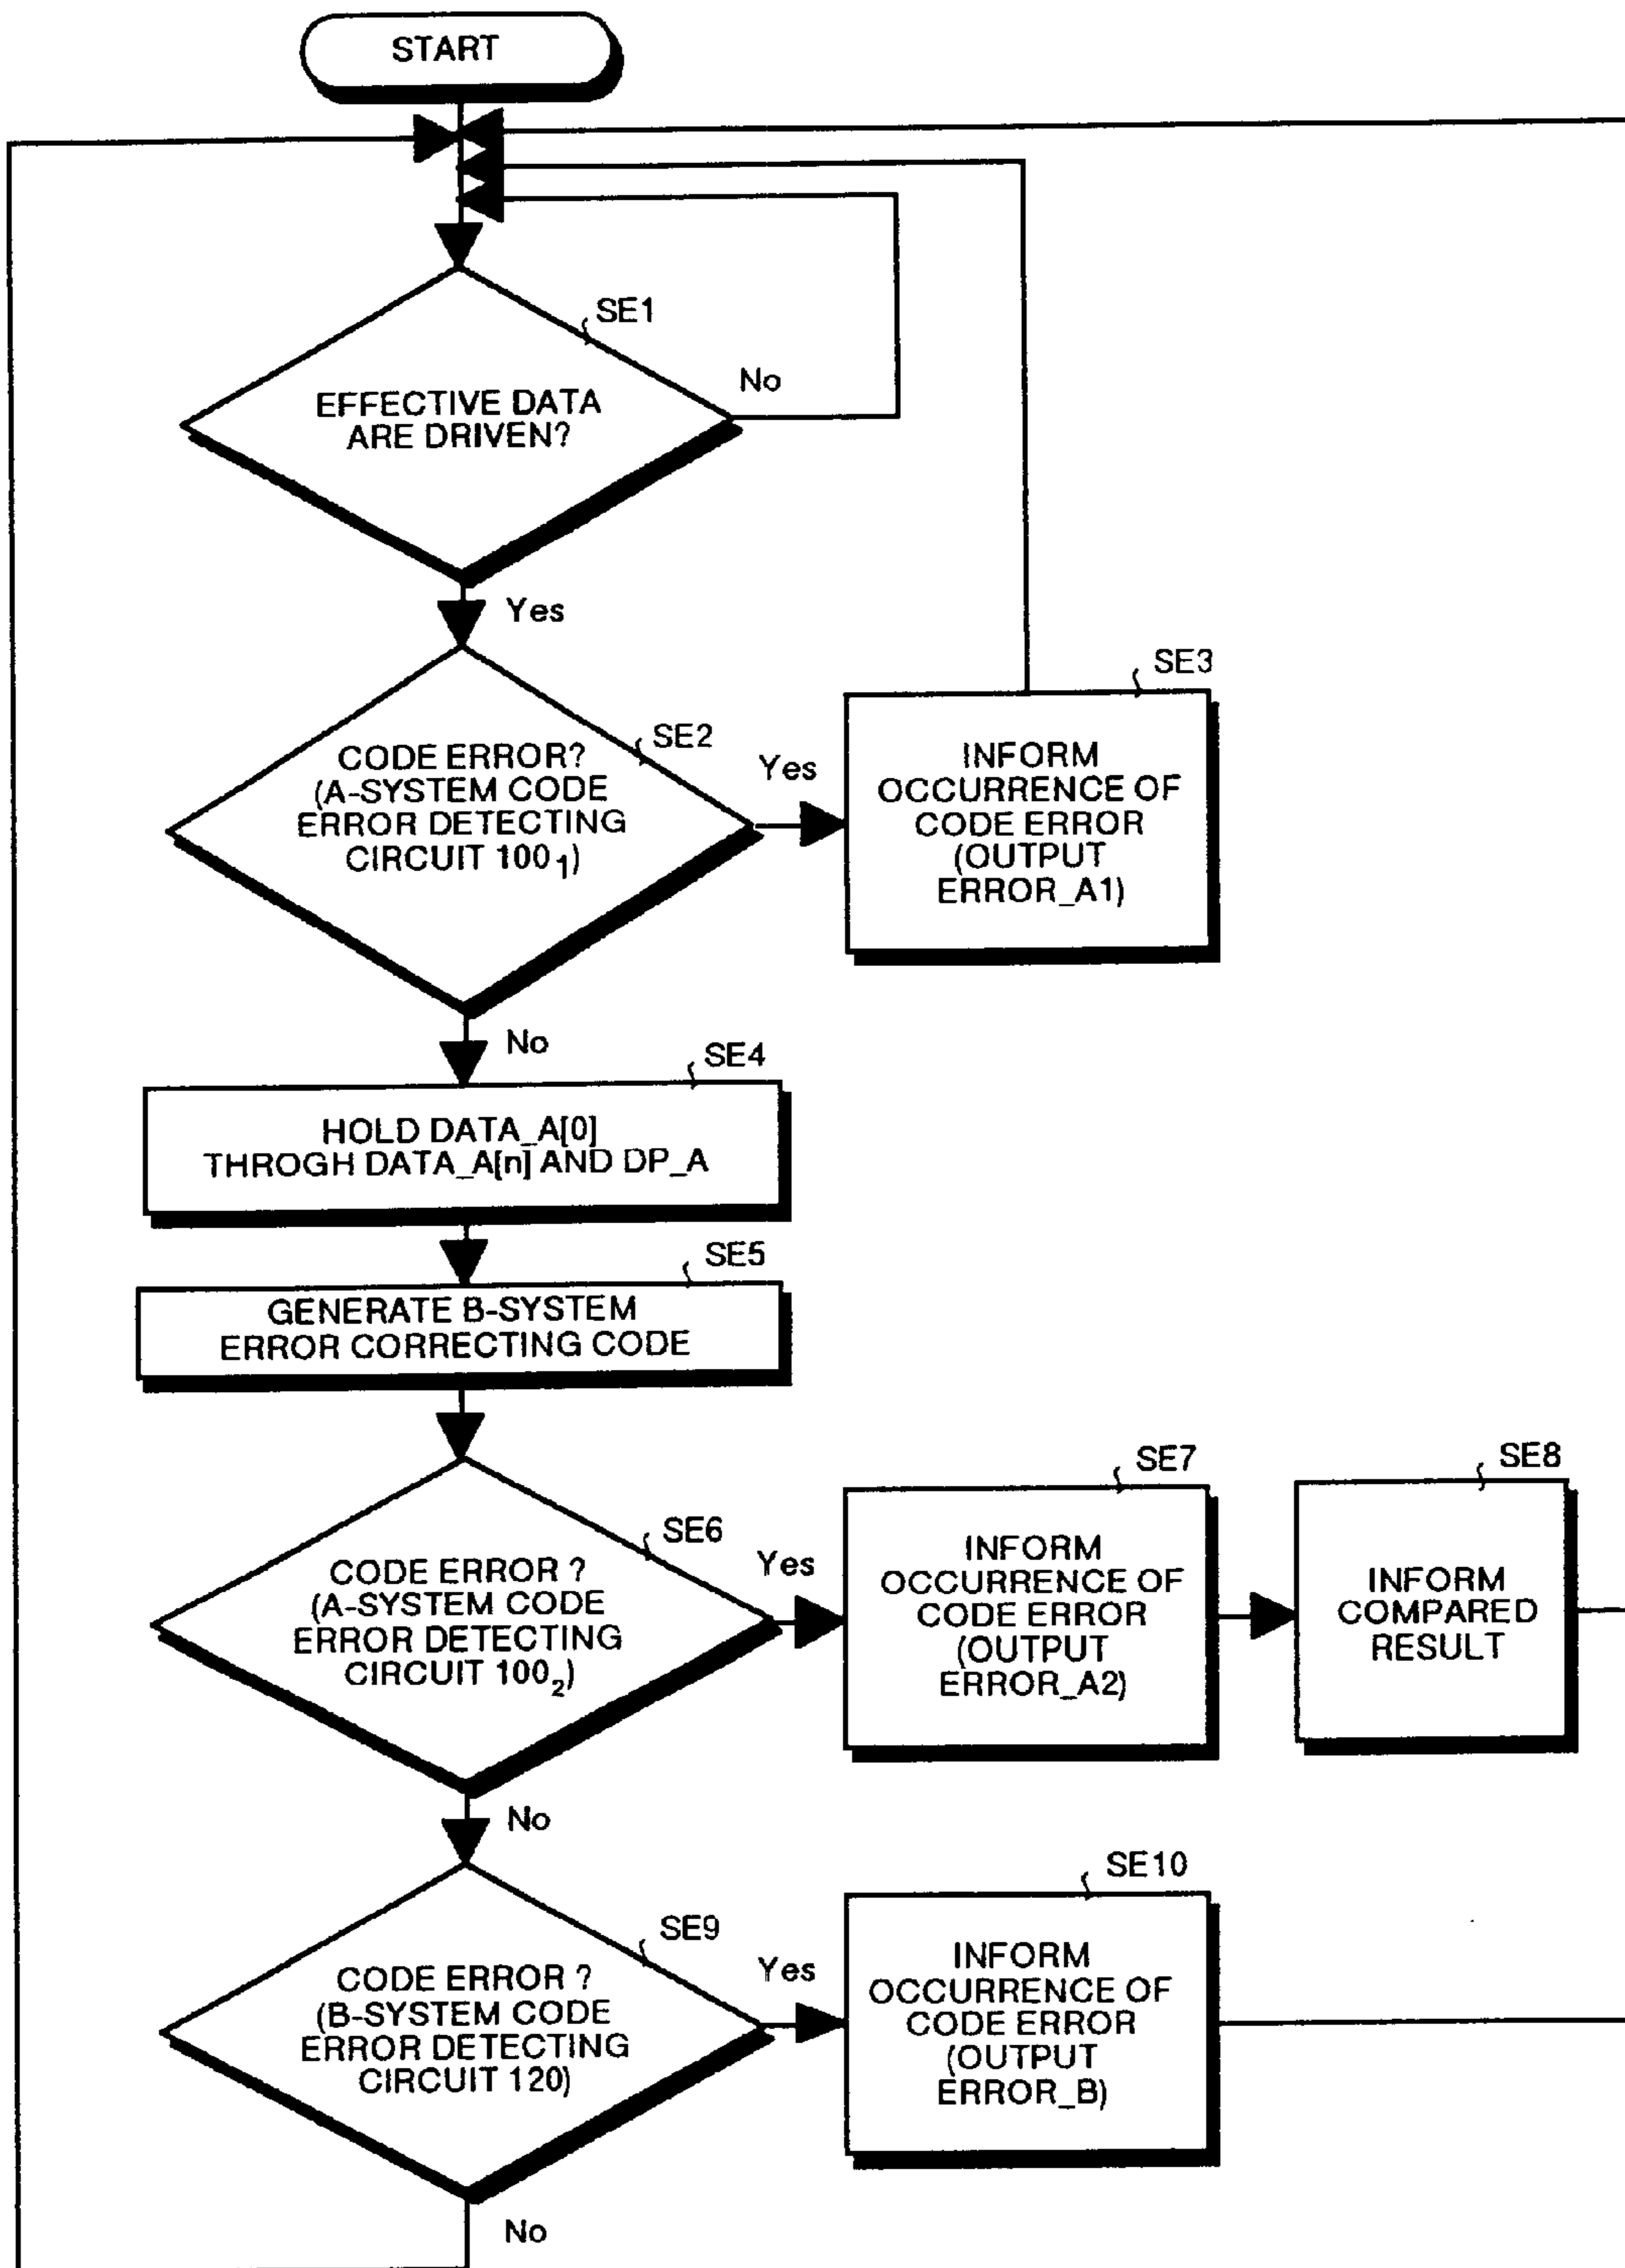 START
SE1
EFFECTIVE DATA
ARE DRIVEN?
No
Yes
SE2
CODE ERROR?
(A-SYSTEM CODE
ERROR DETECTING
CIRCUIT 100₁)
Yes
SE3
INFORM
OCCURRENCE OF
CODE ERROR
(OUTPUT
ERROR_A1)
No
SE4
HOLD DATA_A[0]
THROGH DATA_A[n] AND DP_A
SE5
GENERATE B-SYSTEM
ERROR CORRECTING CODE
SE6
CODE ERROR ?
(A-SYSTEM CODE
ERROR DETECTING
CIRCUIT 100₂)
Yes
SE7
INFORM
OCCURRENCE OF
CODE ERROR
(OUTPUT
ERROR_A2)
SE8
INFORM
COMPARED
RESULT
No
SE9
CODE ERROR ?
(B-SYSTEM CODE
ERROR DETECTING
CIRCUIT 120)
Yes
SE10
INFORM
OCCURRENCE OF
CODE ERROR
(OUTPUT
ERROR_B)
No